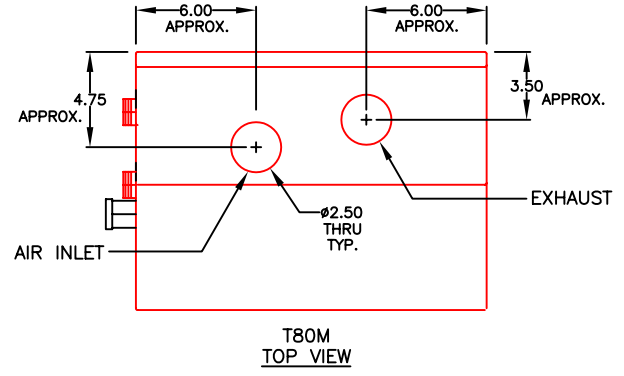 6.00
APPROX.
6.00
APPROX.
4.75
APPROX.
3.50
APPROX.
EXHAUST
ø2.50
THRU
TYP.
AIR INLET
T80M
TOP VIEW